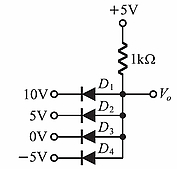 +5V
1kΩ
10V D₁ Vₒ
5V D₂
0V D₃
−5V D₄